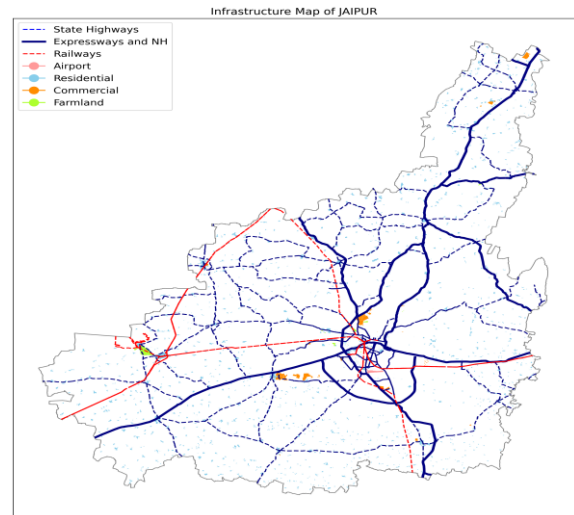 Infrastructure Map of JAIPUR
State Highways
Expressways and NH
Railways
Airport
Residential
Commercial
Farmland